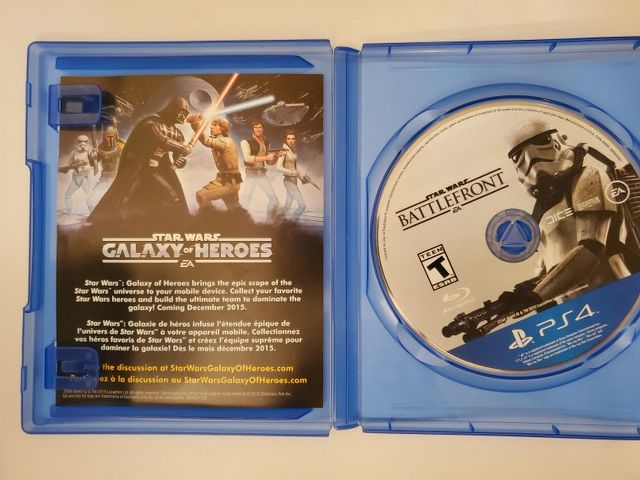 STAR WARS
GALAXY OF HEROES
EA
Star Wars™: Galaxy of Heroes brings the epic scope of the
Star Wars™ universe to your mobile device. Collect your favorite
Star Wars heroes and build the ultimate team to dominate the
galaxy! Coming December 2015.
Star Wars™: Galaxie de héros infuse l'étendue épique de
l'univers de Star Wars™ à votre appareil mobile. Collectionnez
vos héros favoris de Star Wars™ et créez l'équipe suprême pour
dominer la galaxie! Dès le mois décembre 2015.
the discussion at StarWarsGalaxyOfHeroes.com
ez à la discussion au StarWarsGalaxyOfHeroes.com
STAR WARS
BATTLEFRONT
EA
EA
DICE
LUCASFILM
TEEN
T
ESRB
PS4